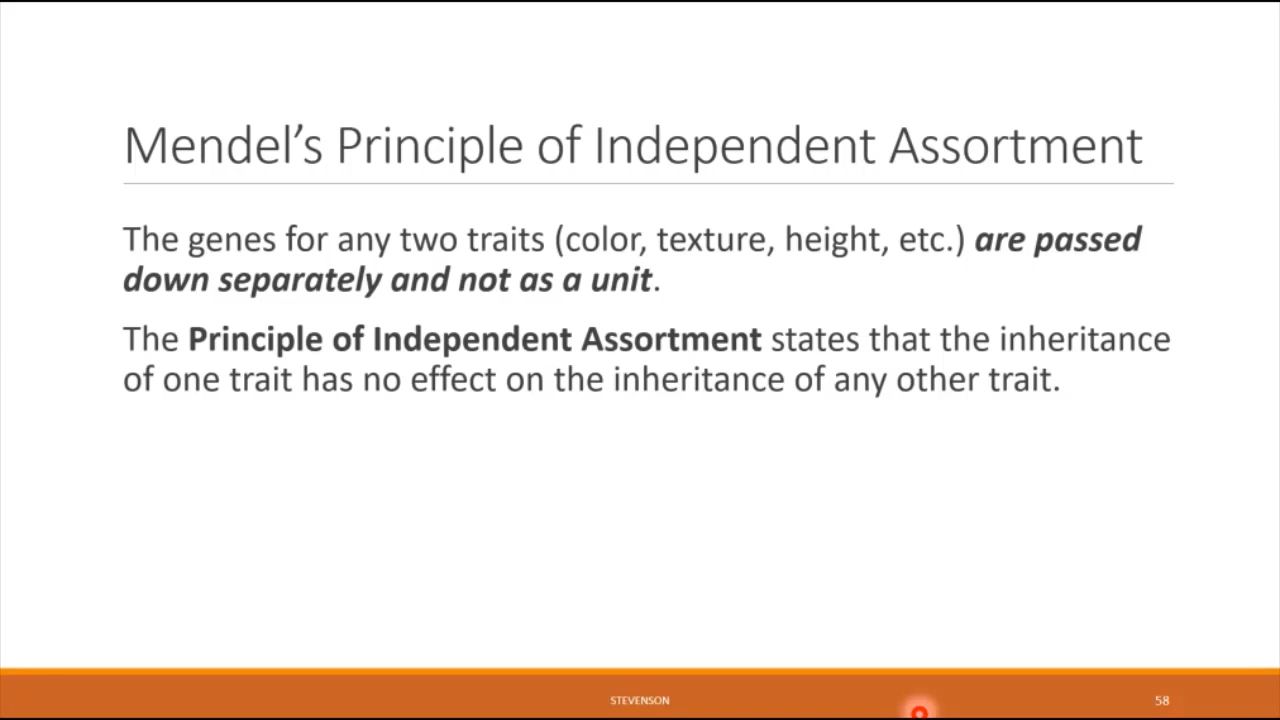 Mendel’s Principle of Independent Assortment
The genes for any two traits (color, texture, height, etc.) are passed
down separately and not as a unit.
The Principle of Independent Assortment states that the inheritance
of one trait has no effect on the inheritance of any other trait.
STEVENSON
58